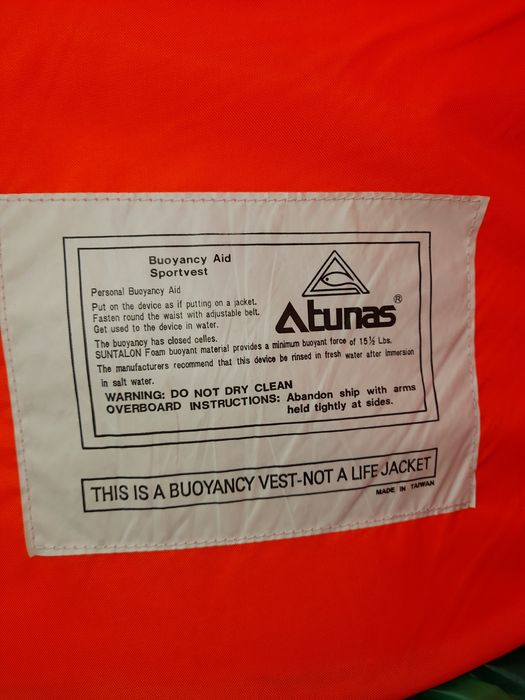 Buoyancy Aid
Sportvest
Atunas®
Personal Buoyancy Aid
Put on the device as if putting on a jacket.
Fasten round the waist with adjustable belt.
Get used to the device in water.
The buoyancy has closed celles.
SUNTALON Foam buoyant material provides a minimum buoyant force of 15½ Lbs.
The manufacturers recommend that this device be rinsed in fresh water after immersion
in salt water.
WARNING: DO NOT DRY CLEAN
OVERBOARD INSTRUCTIONS: Abandon ship with arms
held tightly at sides.
THIS IS A BUOYANCY VEST-NOT A LIFE JACKET
MADE IN TAIWAN